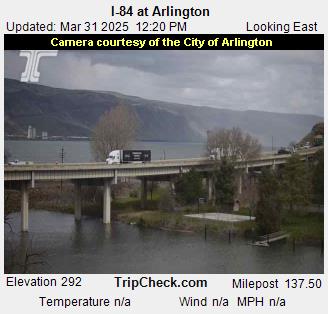 I-84 at Arlington
Updated: Mar 31 2025 12:20 PM Looking East
Camera courtesy of the City of Arlington
Elevation 292 TripCheck.com Milepost 137.50
Temperature n/a Wind n/a MPH n/a